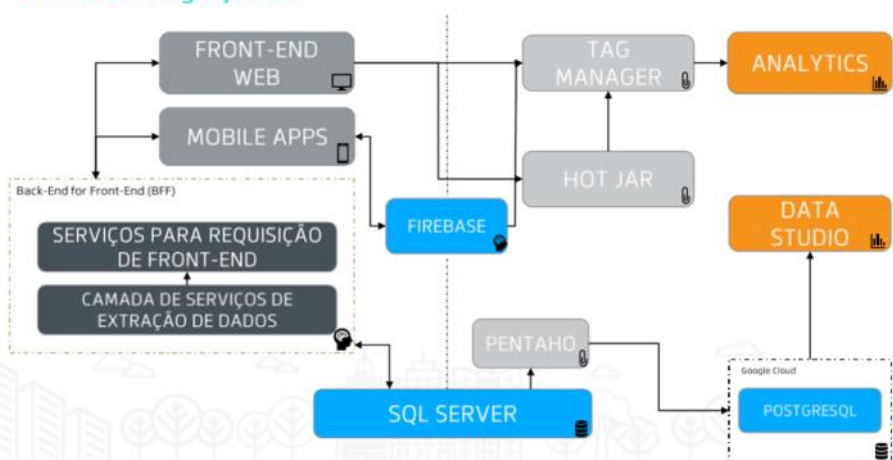 FRONT-END
WEB
TAG
MANAGER
ANALYTICS
MOBILE APPS
HOT JAR
Back-End for Front-End (BFF)
FIREBASE
DATA
STUDIO
SERVIÇOS PARA REQUISIÇÃO
DE FRONT-END
CAMADA DE SERVIÇOS DE
EXTRAÇÃO DE DADOS
PENTAHO
Google Cloud
SQL SERVER
POSTGRESQL